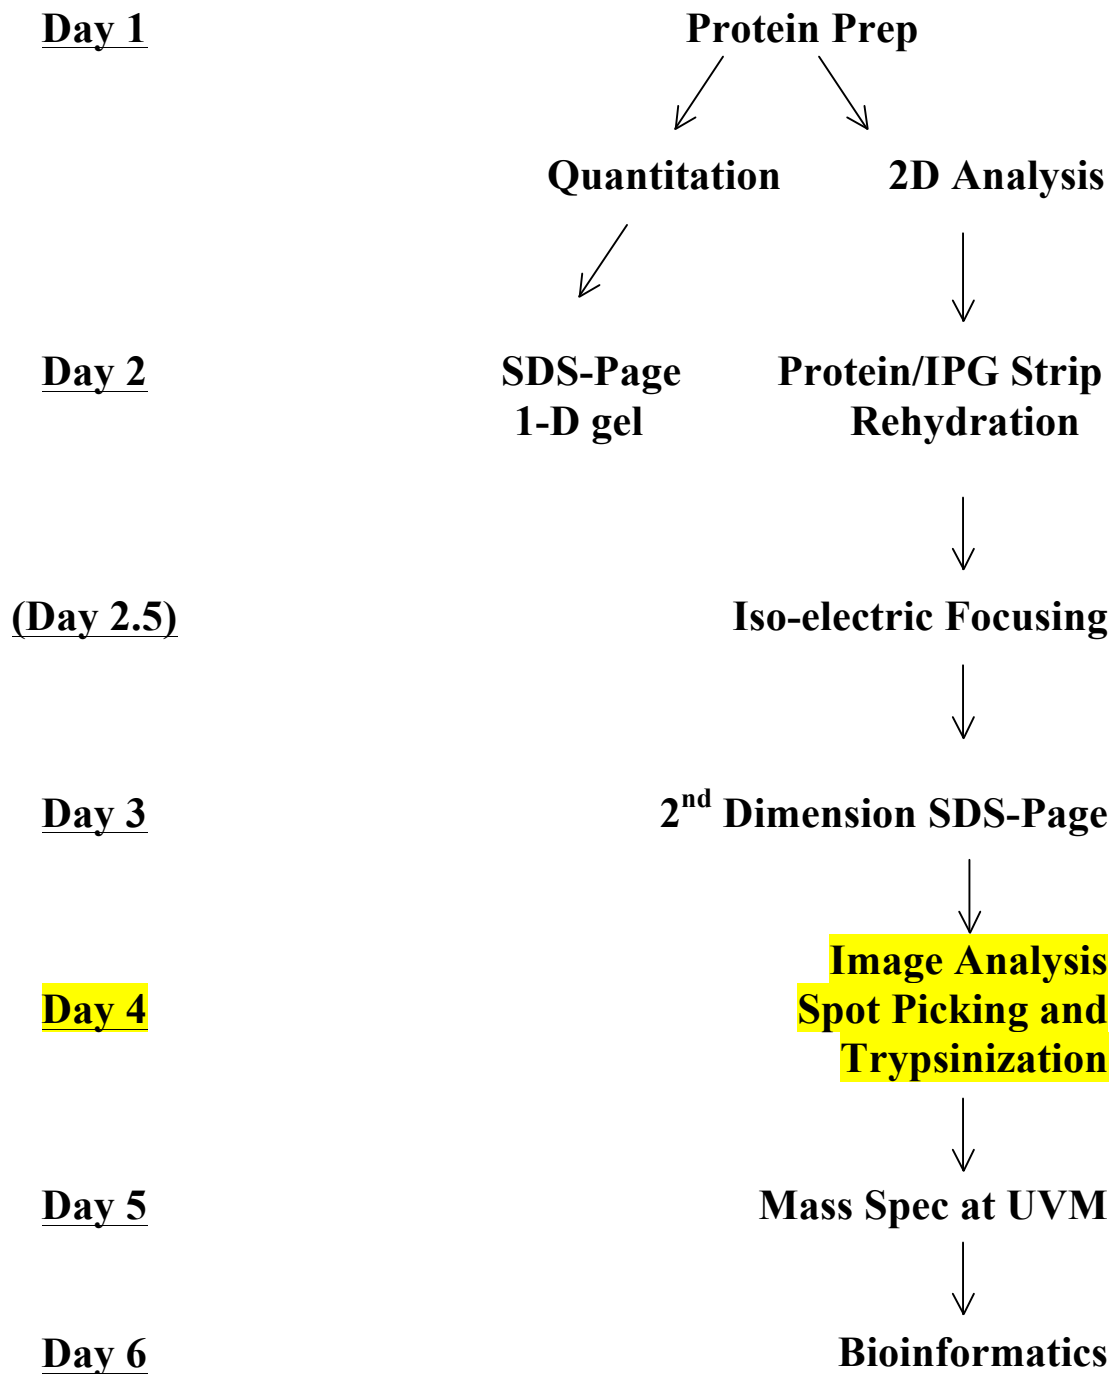 Day 1 Protein Prep
Quantitation 2D Analysis
Day 2 SDS-Page Protein/IPG Strip
1-D gel Rehydration
(Day 2.5) Iso-electric Focusing
Day 3 2nd Dimension SDS-Page
Image Analysis
Day 4 Spot Picking and
Trypsinization
Day 5 Mass Spec at UVM
Day 6 Bioinformatics